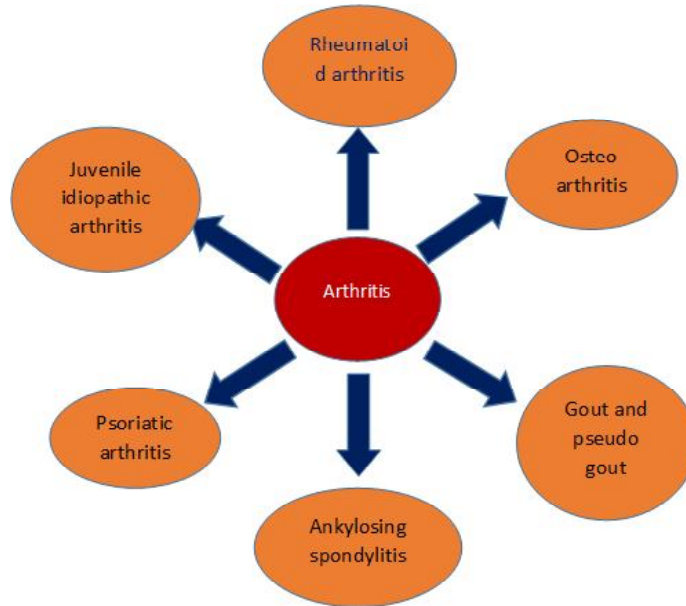 Rheumatoi
d arthritis
Juvenile
idiopathic
arthritis
Osteo
arthritis
Arthritis
Psoriatic
arthritis
Gout and
pseudo
gout
Ankylosing
spondylitis